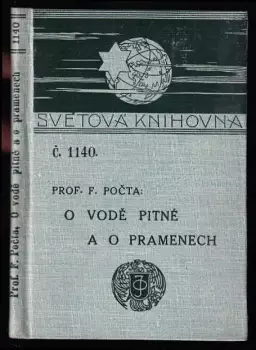 Prof. F. Počta, O vodě pitné a o pramenech 1140
SVĚTOVÁ KNIHOVNA
Č. 1140.
PROF. F. POČTA:
O VODĚ PITNÉ
A O PRAMENECH